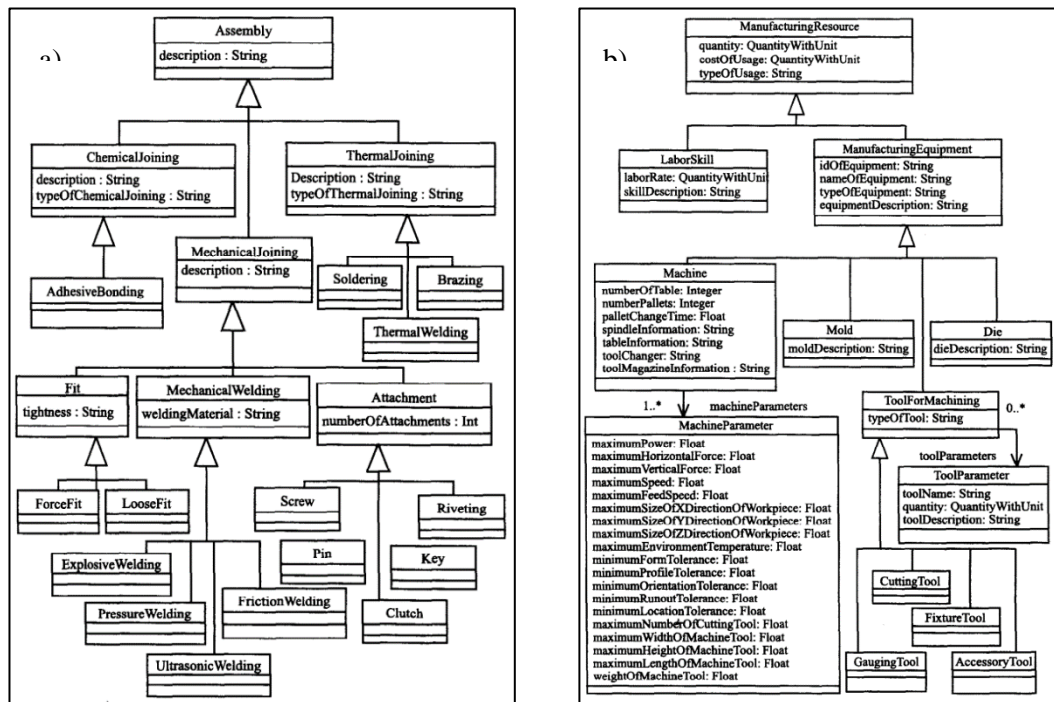 a)
Assembly
description : String
ChemicalJoining
description : String
typeOfChemicalJoining : String
ThermalJoining
Description : String
typeOfThermalJoining : String
MechanicalJoining
description : String
AdhesiveBonding
Soldering
Brazing
ThermalWelding
Fit
tightness : String
MechanicalWelding
weldingMaterial : String
Attachment
numberOfAttachments : Int
ForceFit
LooseFit
Screw
Riveting
Pin
Key
Clutch
ExplosiveWelding
PressureWelding
FrictionWelding
UltrasonicWelding
b)
ManufacturingResource
quantity: QuantityWithUnit
costOfUsage: QuantityWithUnit
typeOfUsage: String
LaborSkill
laborRate: QuantityWithUnit
skillDescription: String
ManufacturingEquipment
idOfEquipment: String
nameOfEquipment: String
typeOfEquipment: String
equipmentDescription: String
Machine
numberOfTable: Integer
numberPallets: Integer
palletChangeTime: Float
spindleInformation: String
tableInformation: String
toolChanger: String
toolMagazineInformation : String
Mold
moldDescription: String
Die
dieDescription: String
1..*
machineParameters
MachineParameter
maximumPower: Float
maximumHorizontalForce: Float
maximumVerticalForce: Float
maximumSpeed: Float
maximumFeedSpeed: Float
maximumSizeOfXDirectionOfWorkpiece: Float
maximumSizeOfYDirectionOfWorkpiece: Float
maximumSizeOfZDirectionOfWorkpiece: Float
maximumEnvironmentTemperature: Float
minimumFormTolerance: Float
minimumProfileTolerance: Float
minimumOrientationTolerance: Float
minimumRunoutTolerance: Float
minimumLocationTolerance: Float
maximumNumberOfCuttingTool: Float
maximumWidthOfMachineTool: Float
maximumHeightOfMachineTool: Float
maximumLengthOfMachineTool: Float
weightOfMachineTool: Float
ToolForMachining
typeOfTool: String
0..*
toolParameters
ToolParameter
toolName: String
quantity: QuantityWithUnit
toolDescription: String
CuttingTool
FixtureTool
GaugingTool
AccessoryTool